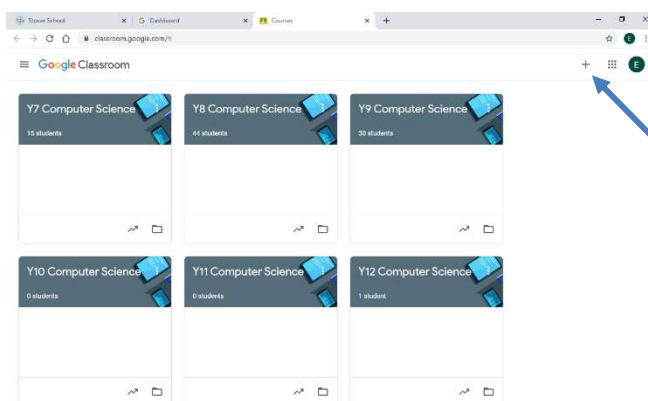 Stover School
Dashboard
Courses
classroom.google.com/h
E
Google Classroom
E
Y7 Computer Science
15 students
Y8 Computer Science
44 students
Y9 Computer Science
30 students
Y10 Computer Science
0 students
Y11 Computer Science
0 students
Y12 Computer Science
1 student